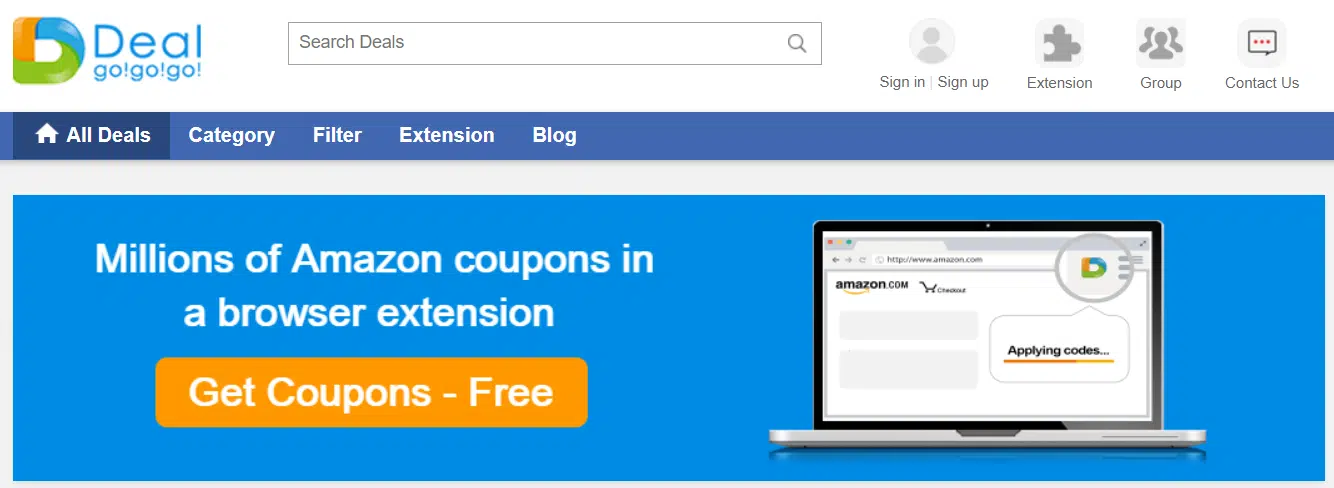 Deal
go!go!go!
Search Deals
Sign in | Sign up
Extension
Group
Contact Us
All Deals
Category
Filter
Extension
Blog
Millions of Amazon coupons in
a browser extension
Get Coupons - Free
http://www.amazon.com
amazon.COM
Checkout
Applying codes...